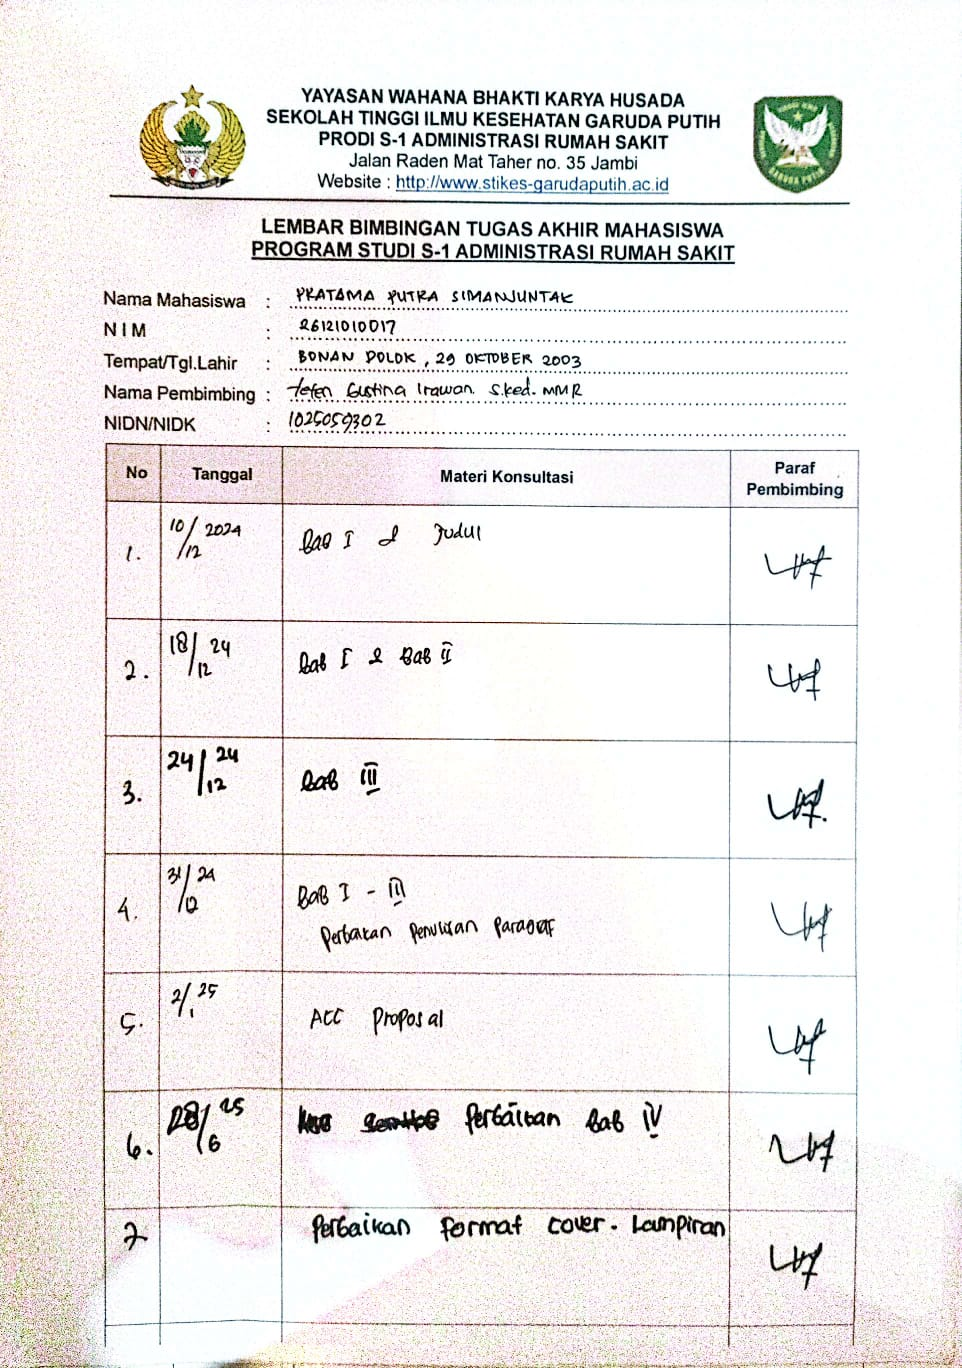 YAYASAN WAHANA BHAKTI KARYA HUSADA
SEKOLAH TINGGI ILMU KESEHATAN GARUDA PUTIH
PRODI S-1 ADMINISTRASI RUMAH SAKIT
Jalan Raden Mat Taher no. 35 Jambi
Website : http://www.stikes-garudaputih.ac.id
GARUDA PUTIH
LEMBAR BIMBINGAN TUGAS AKHIR MAHASISWA
PROGRAM STUDI S-1 ADMINISTRASI RUMAH SAKIT
Nama Mahasiswa : PRATAMA PUTRA SIMANJUNTAK
N I M : 26121010017
Tempat/Tgl.Lahir : BONAN DOLOK, 29 OKTOBER 2003
Nama Pembimbing : Tefen Gustina Irawan. S.ked. MMR
NIDN/NIDK : 1025059302
No Tanggal Materi Konsultasi Paraf Pembimbing
1. 10/12 2024 Bab I & Judul
2. 18/12 24 Bab I & Bab II
3. 24/12 24 Bab III
4. 31/12 24 BAB I - III
Perbaikan Penulisan Paragraf
5. 2/1 25 ACC Proposal
6. 28/6 25 Perbaikan Bab IV
7 Perbaikan format cover. Lampiran